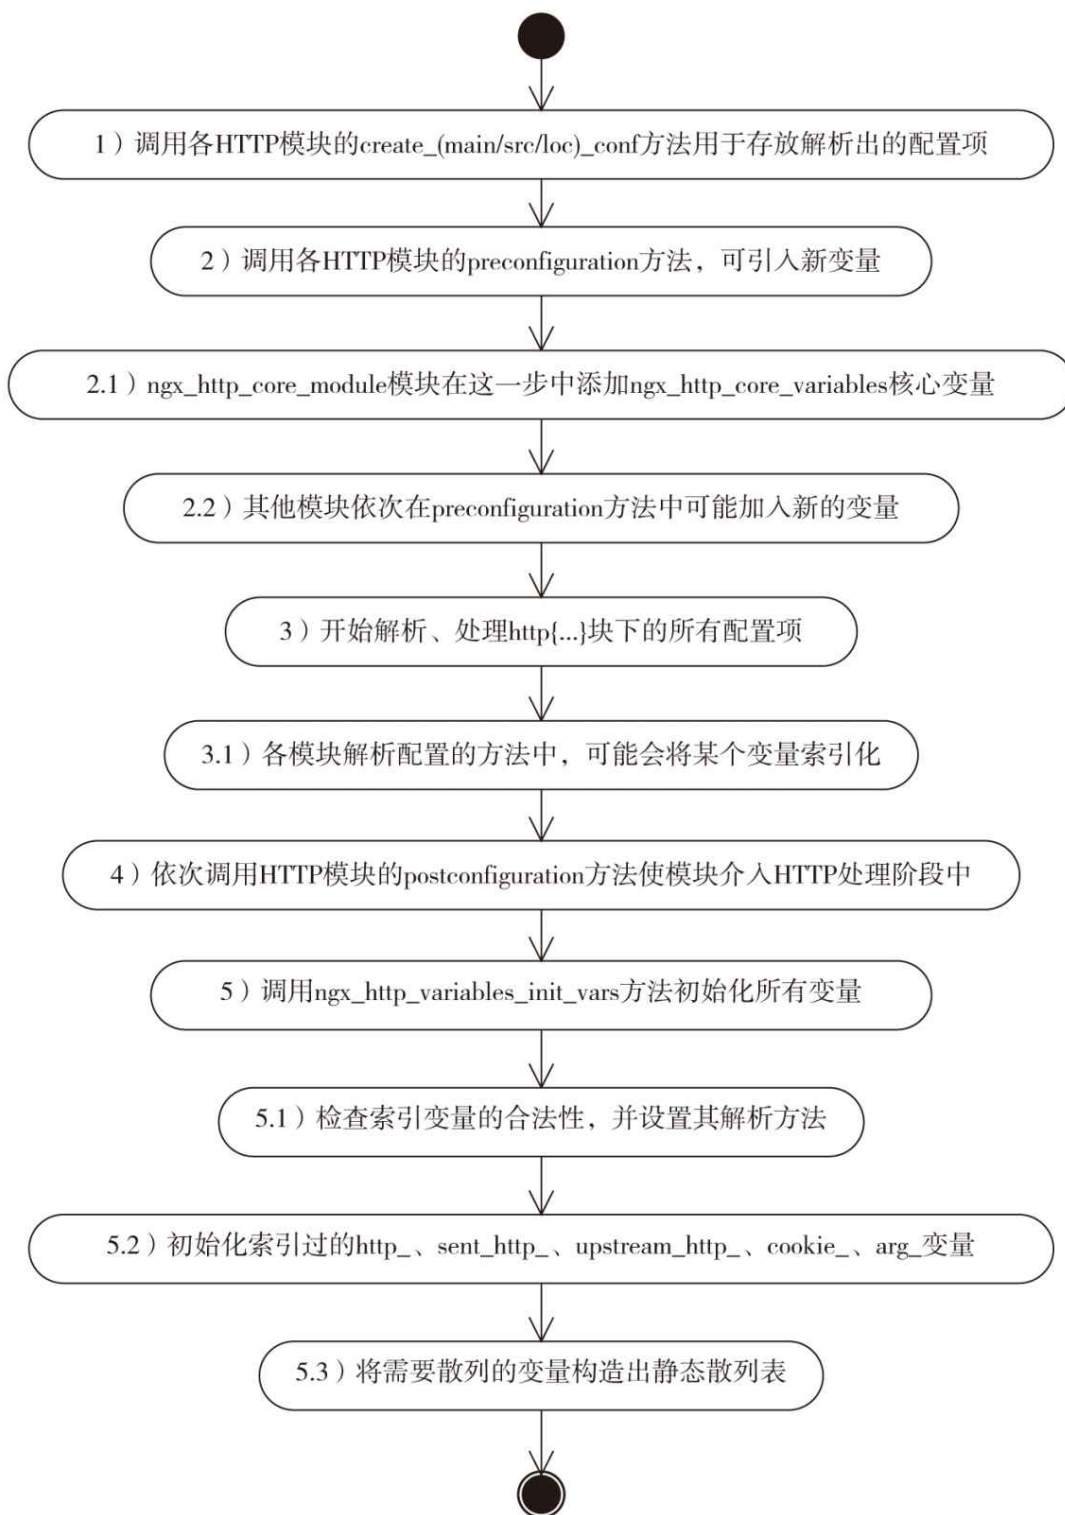 1）调用各HTTP模块的create_(main/src/loc)_conf方法用于存放解析出的配置项
2）调用各HTTP模块的preconfiguration方法，可引入新变量
2.1）ngx_http_core_module模块在这一步中添加ngx_http_core_variables核心变量
2.2）其他模块依次在preconfiguration方法中可能加入新的变量
3）开始解析、处理http{...}块下的所有配置项
3.1）各模块解析配置的方法中，可能会将某个变量索引化
4）依次调用HTTP模块的postconfiguration方法使模块介入HTTP处理阶段中
5）调用ngx_http_variables_init_vars方法初始化所有变量
5.1）检查索引变量的合法性，并设置其解析方法
5.2）初始化索引过的http_、sent_http_、upstream_http_、cookie_、arg_变量
5.3）将需要散列的变量构造出静态散列表